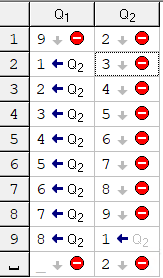 Q₁ Q₂
1 9 ↓ ⛔ 2 ↓ ⛔
2 1 ← Q₂ 3 ↓ ⛔
3 2 ← Q₂ 4 ↓ ⛔
4 3 ← Q₂ 5 ↓ ⛔
5 4 ← Q₂ 6 ↓ ⛔
6 5 ← Q₂ 7 ↓ ⛔
7 6 ← Q₂ 8 ↓ ⛔
8 7 ← Q₂ 9 ↓ ⛔
9 8 ← Q₂ 1 ← Q₂
␣ _ ↓ ⛔ 2 ↓ ⛔